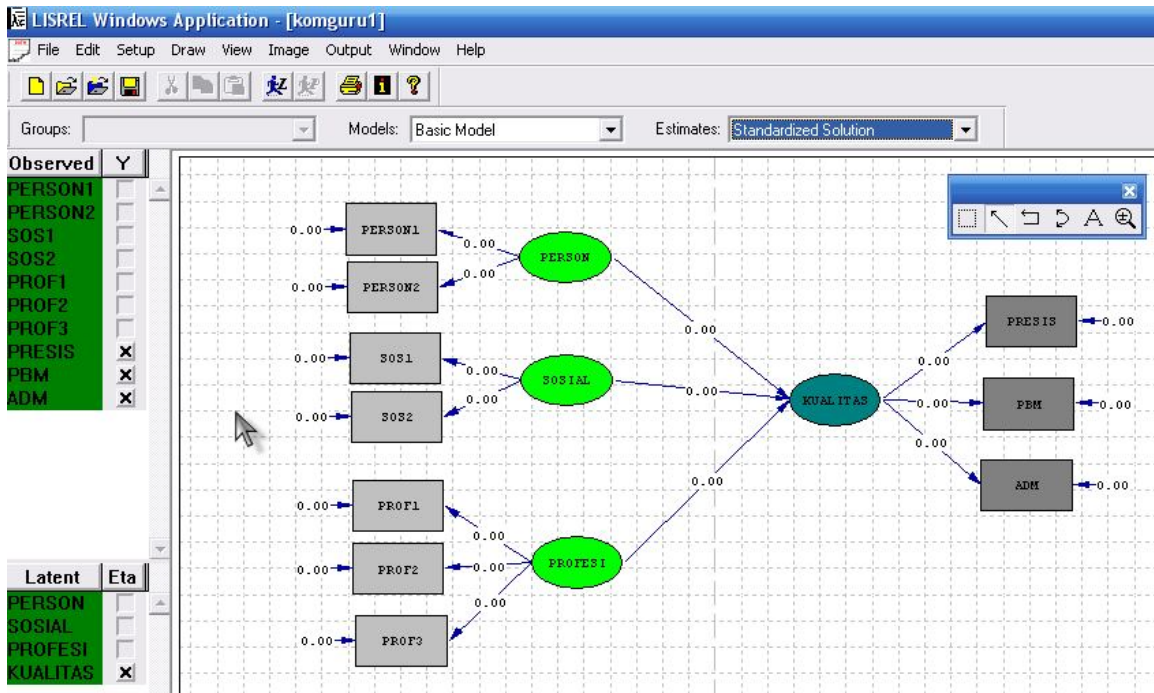 LISREL Windows Application - [komguru1]
File Edit Setup Draw View Image Output Window Help
Groups: Models: Basic Model Estimates: Standardized Solution
Observed Y
PERSON1
PERSON2
SOS1
SOS2
PROF1
PROF2
PROF3
PRESIS
PBM
ADM
Latent Eta
PERSON
SOSIAL
PROFESI
KUALITAS
0.00 PERSON1 0.00
0.00 PERSON2 0.00
PERSON
0.00 SOS1 0.00
0.00 SOS2 0.00
SOSIAL
0.00 PROF1 0.00
0.00 PROF2 0.00
0.00 PROF3 0.00
PROFESI
0.00
0.00
0.00
KUALITAS
0.00 PRESIS 0.00
0.00 PBM 0.00
0.00 ADM 0.00
A